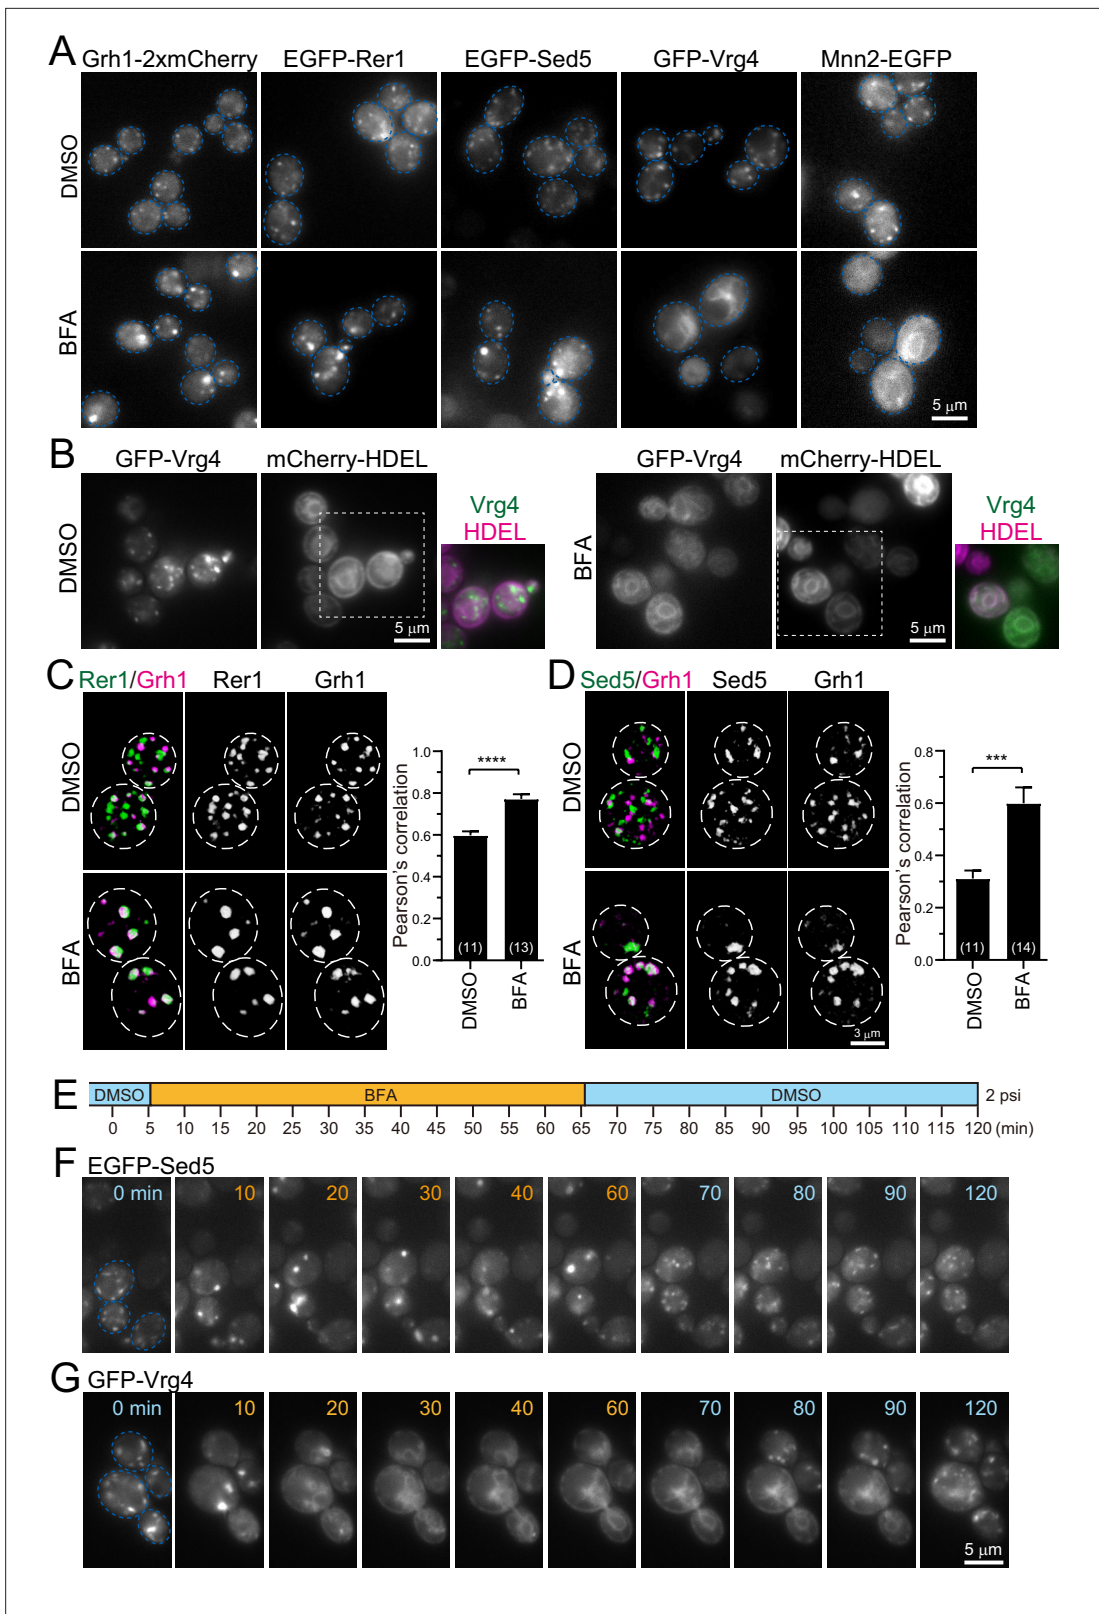 A
Grh1-2xmCherry EGFP-Rer1 EGFP-Sed5 GFP-Vrg4 Mnn2-EGFP
DMSO
BFA
5 μm
B
GFP-Vrg4 mCherry-HDEL
Vrg4
HDEL
DMSO
5 μm
GFP-Vrg4 mCherry-HDEL
Vrg4
HDEL
BFA
5 μm
C
Rer1/Grh1 Rer1 Grh1
DMSO
BFA
Pearson's correlation
1.0
0.8
0.6
0.4
0.2
0.0
****
(11) (13)
DMSO BFA
D
Sed5/Grh1 Sed5 Grh1
DMSO
BFA
3 μm
Pearson's correlation
0.8
0.6
0.4
0.2
0.0
***
(11) (14)
DMSO BFA
E
DMSO BFA DMSO 2 psi
0 5 10 15 20 25 30 35 40 45 50 55 60 65 70 75 80 85 90 95 100 105 110 115 120 (min)
F
EGFP-Sed5
0 min 10 20 30 40 60 70 80 90 120
G
GFP-Vrg4
0 min 10 20 30 40 60 70 80 90 120
5 μm